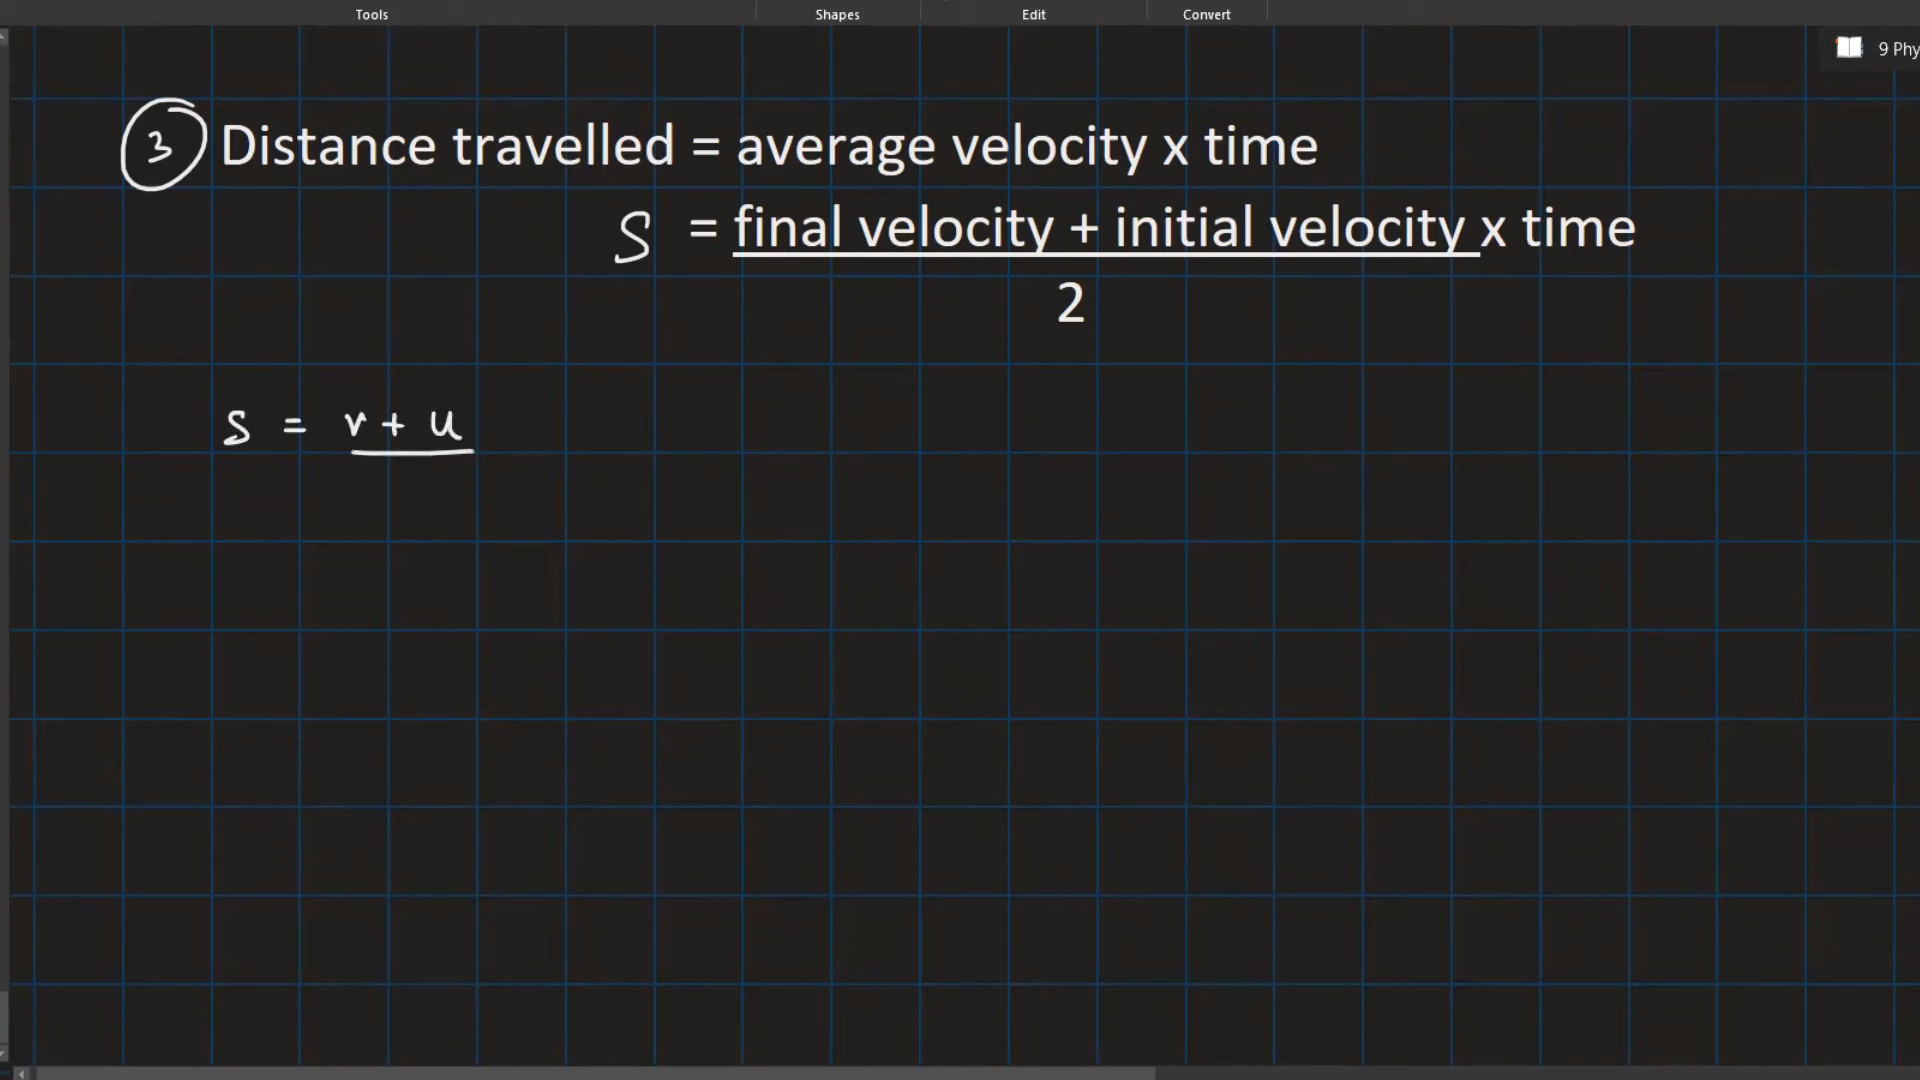 Tools Shapes Edit Convert
9 Phy
3 Distance travelled = average velocity x time
S = final velocity + initial velocity x time
2
S = v + u